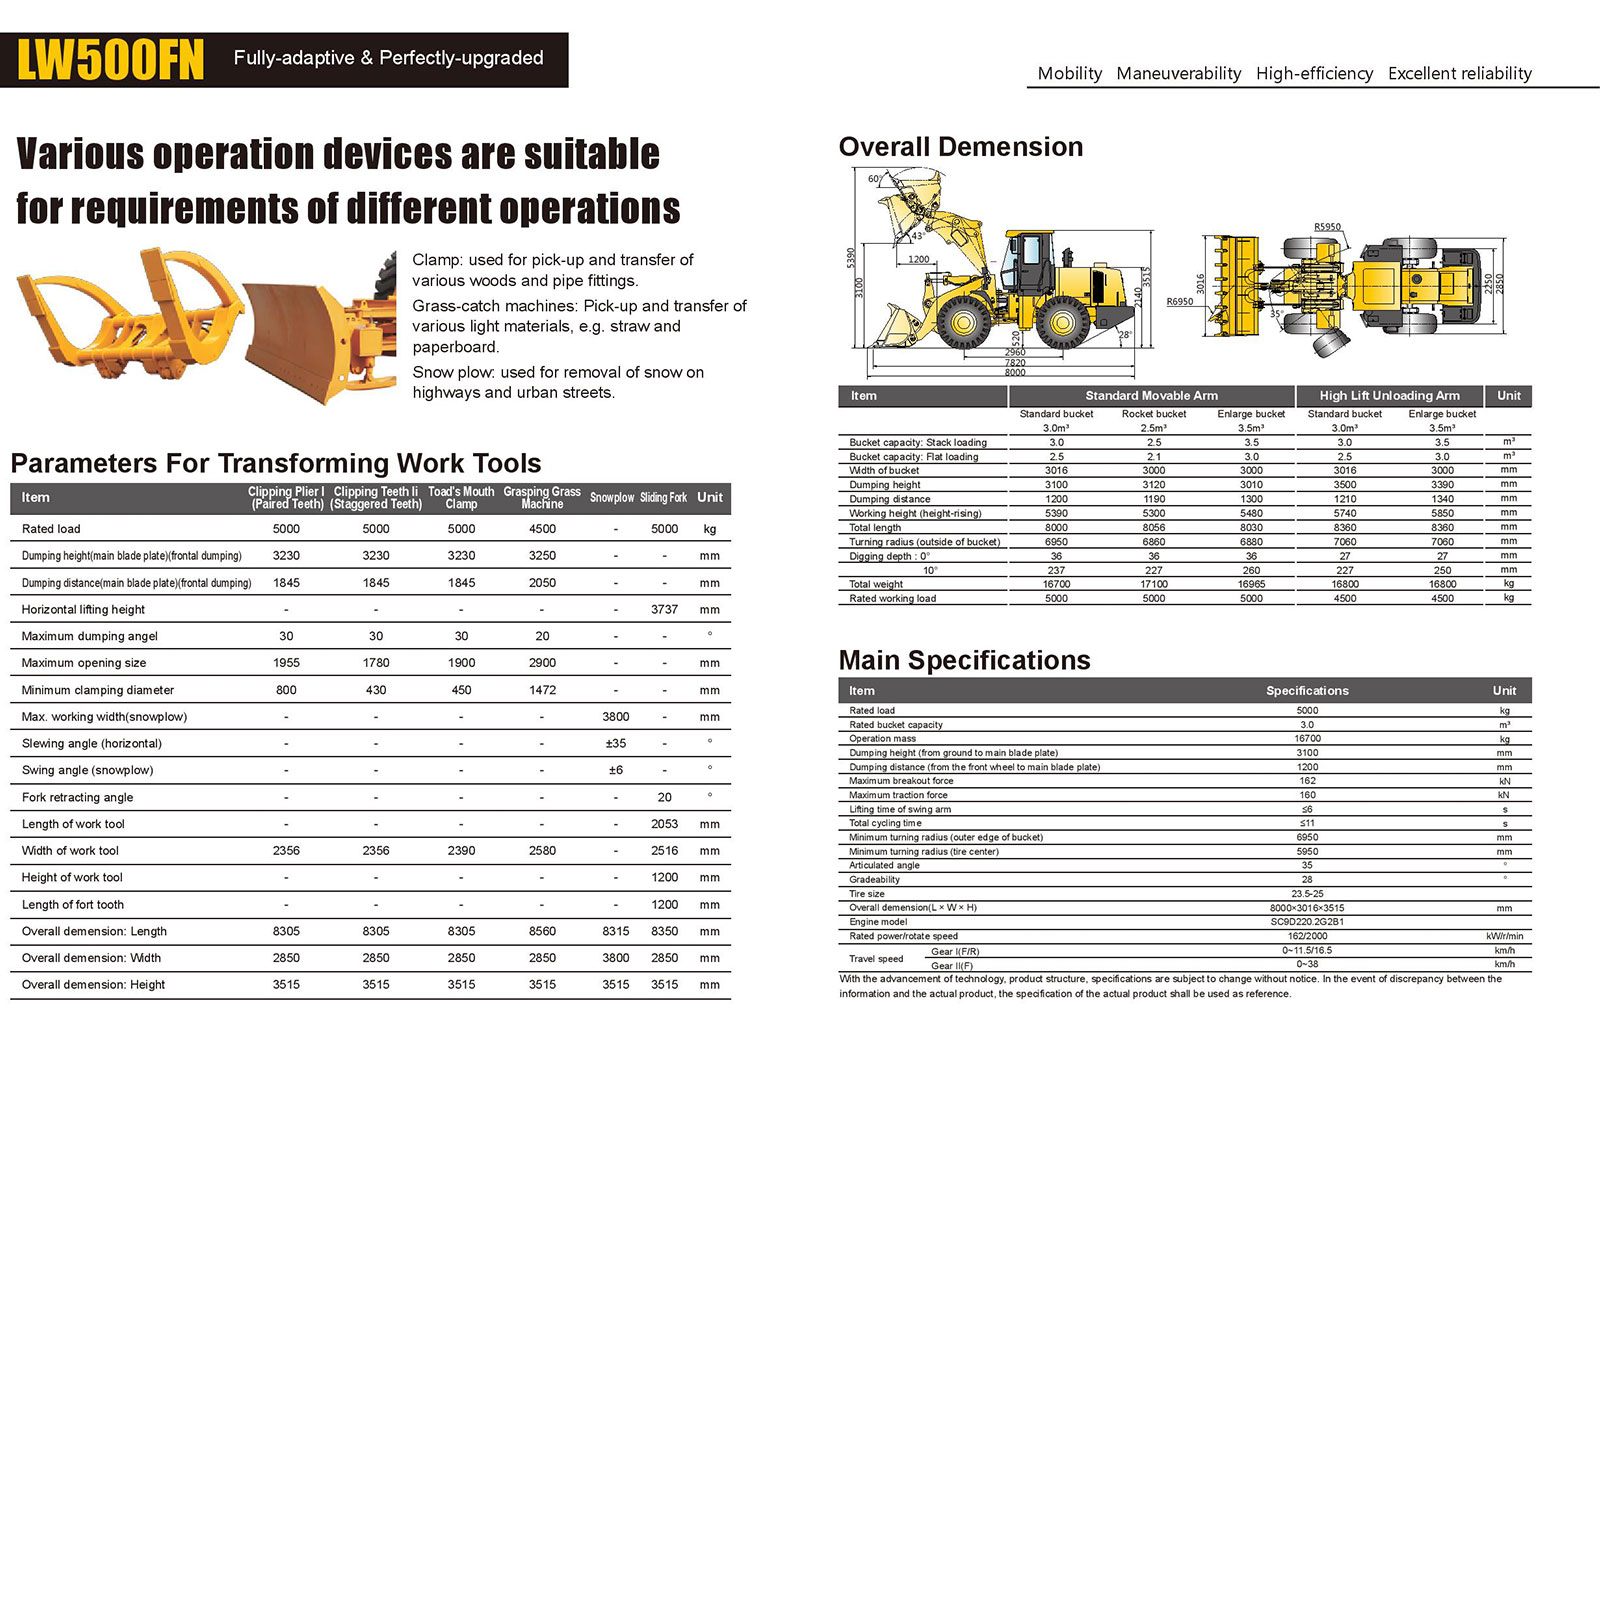 LW500FN Fully-adaptive & Perfectly-upgraded
Mobility Maneuverability High-efficiency Excellent reliability
Various operation devices are suitable
for requirements of different operations
Clamp: used for pick-up and transfer of
various woods and pipe fittings.
Grass-catch machines: Pick-up and transfer of
various light materials, e.g. straw and
paperboard.
Snow plow: used for removal of snow on
highways and urban streets.
Parameters For Transforming Work Tools
Item Clipping Plier I (Paired Teeth) Clipping Teeth Ii (Staggered Teeth) Toad's Mouth Clamp Grasping Grass Machine Snowplow Sliding Fork Unit
Rated load 5000 5000 5000 4500 - 5000 kg
Dumping height(main blade plate)(frontal dumping) 3230 3230 3230 3250 - - mm
Dumping distance(main blade plate)(frontal dumping) 1845 1845 1845 2050 - - mm
Horizontal lifting height - - - - - 3737 mm
Maximum dumping angel 30 30 30 20 - - °
Maximum opening size 1955 1780 1900 2900 - - mm
Minimum clamping diameter 800 430 450 1472 - - mm
Max. working width(snowplow) - - - - 3800 - mm
Slewing angle (horizontal) - - - - ±35 - °
Swing angle (snowplow) - - - - ±6 - °
Fork retracting angle - - - - - 20 °
Length of work tool - - - - - 2053 mm
Width of work tool 2356 2356 2390 2580 - 2516 mm
Height of work tool - - - - - 1200 mm
Length of fort tooth - - - - - 1200 mm
Overall demension: Length 8305 8305 8305 8560 8315 8350 mm
Overall demension: Width 2850 2850 2850 2850 3800 2850 mm
Overall demension: Height 3515 3515 3515 3515 3515 3515 mm
Overall Demension
60°
43°
1200
5390
3100
520
2960
7820
8000
28°
2140
3515
R5950
R6950
3016
35°
2250
2850
Item Standard Movable Arm High Lift Unloading Arm Unit
Standard bucket Rocket bucket Enlarge bucket Standard bucket Enlarge bucket
3.0m³ 2.5m³ 3.5m³ 3.0m³ 3.5m³
Bucket capacity: Stack loading 3.0 2.5 3.5 3.0 3.5 m³
Bucket capacity: Flat loading 2.5 2.1 3.0 2.5 3.0 m³
Width of bucket 3016 3000 3000 3016 3000 mm
Dumping height 3100 3120 3010 3500 3390 mm
Dumping distance 1200 1190 1300 1210 1340 mm
Working height (height-rising) 5390 5300 5480 5740 5850 mm
Total length 8000 8056 8030 8360 8360 mm
Turning radius (outside of bucket) 6950 6860 6880 7060 7060 mm
Digging depth : 0° 36 36 36 27 27 mm
10° 237 227 260 227 250 mm
Total weight 16700 17100 16965 16800 16800 kg
Rated working load 5000 5000 5000 4500 4500 kg
Main Specifications
Item Specifications Unit
Rated load 5000 kg
Rated bucket capacity 3.0 m³
Operation mass 16700 kg
Dumping height (from ground to main blade plate) 3100 mm
Dumping distance (from the front wheel to main blade plate) 1200 mm
Maximum breakout force 162 kN
Maximum traction force 160 kN
Lifting time of swing arm ≤6 s
Total cycling time ≤11 s
Minimum turning radius (outer edge of bucket) 6950 mm
Minimum turning radius (tire center) 5950 mm
Articulated angle 35 °
Gradeability 28 °
Tire size 23.5-25
Overall demension(L × W × H) 8000×3016×3515 mm
Engine model SC9D220.2G2B1
Rated power/rotate speed 162/2000 kW/r/min
Travel speed Gear I(F/R) 0~11.5/16.5 km/h
Gear II(F) 0~38 km/h
With the advancement of technology, product structure, specifications are subject to change without notice. In the event of discrepancy between the
information and the actual product, the specification of the actual product shall be used as reference.